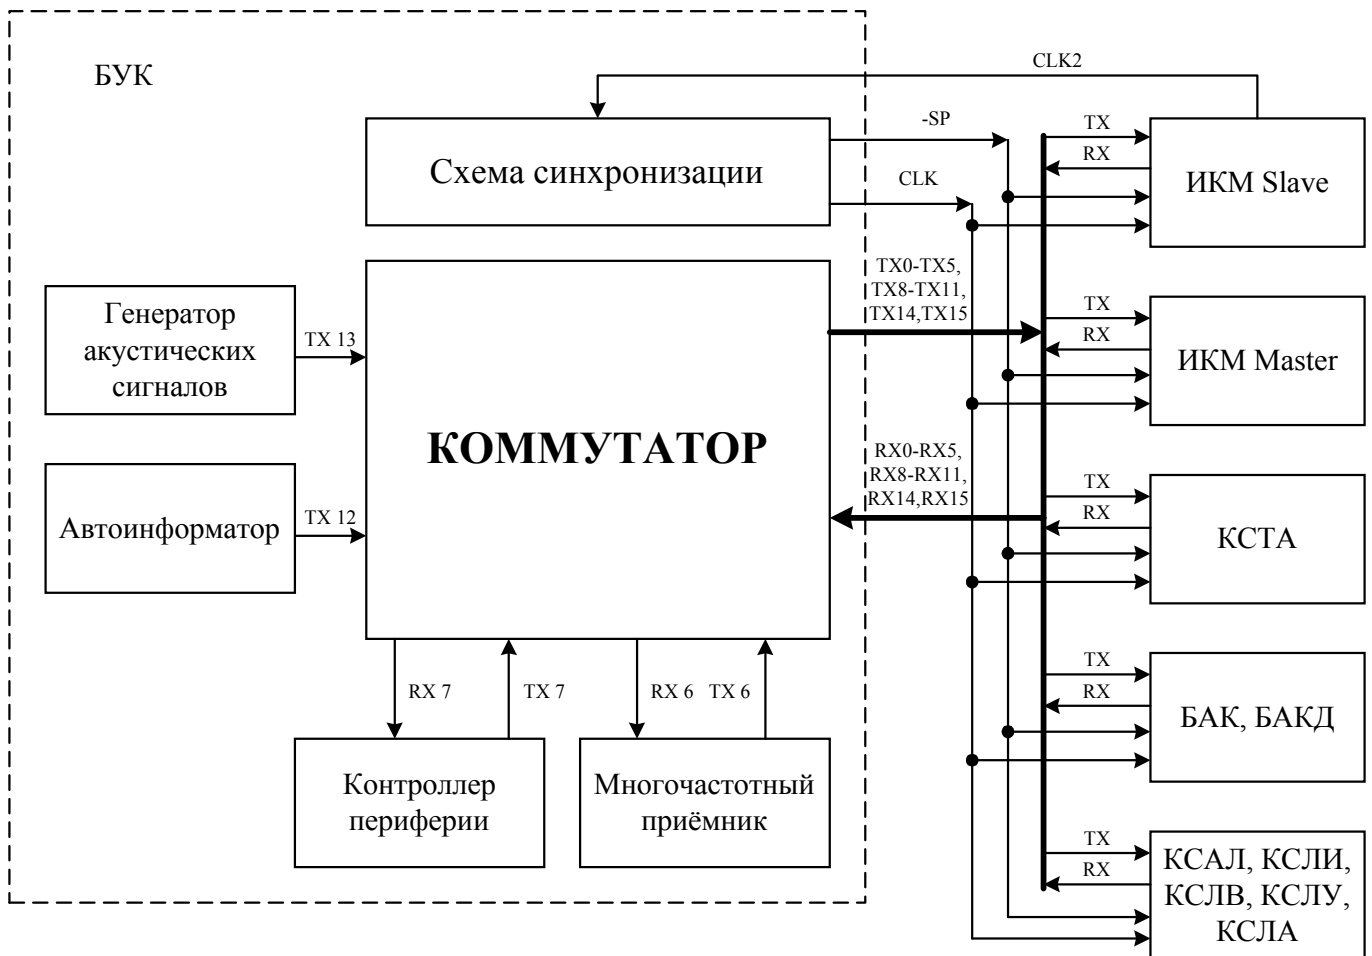 БУК
CLK2
Схема синхронизации
-SP
CLK
TX
RX
ИКМ Slave
TX0-TX5,
TX8-TX11,
TX14,TX15
Генератор
акустических
сигналов
TX 13
TX
RX
ИКМ Master
КОММУТАТОР
RX0-RX5,
RX8-RX11,
RX14,RX15
Автоинформатор
TX 12
TX
RX
КСТА
RX 7
TX 7
RX 6
TX 6
TX
RX
БАК, БАКД
Контроллер
периферии
Многочастотный
приёмник
TX
RX
КСАЛ, КСЛИ,
КСЛВ, КСЛУ,
КСЛА